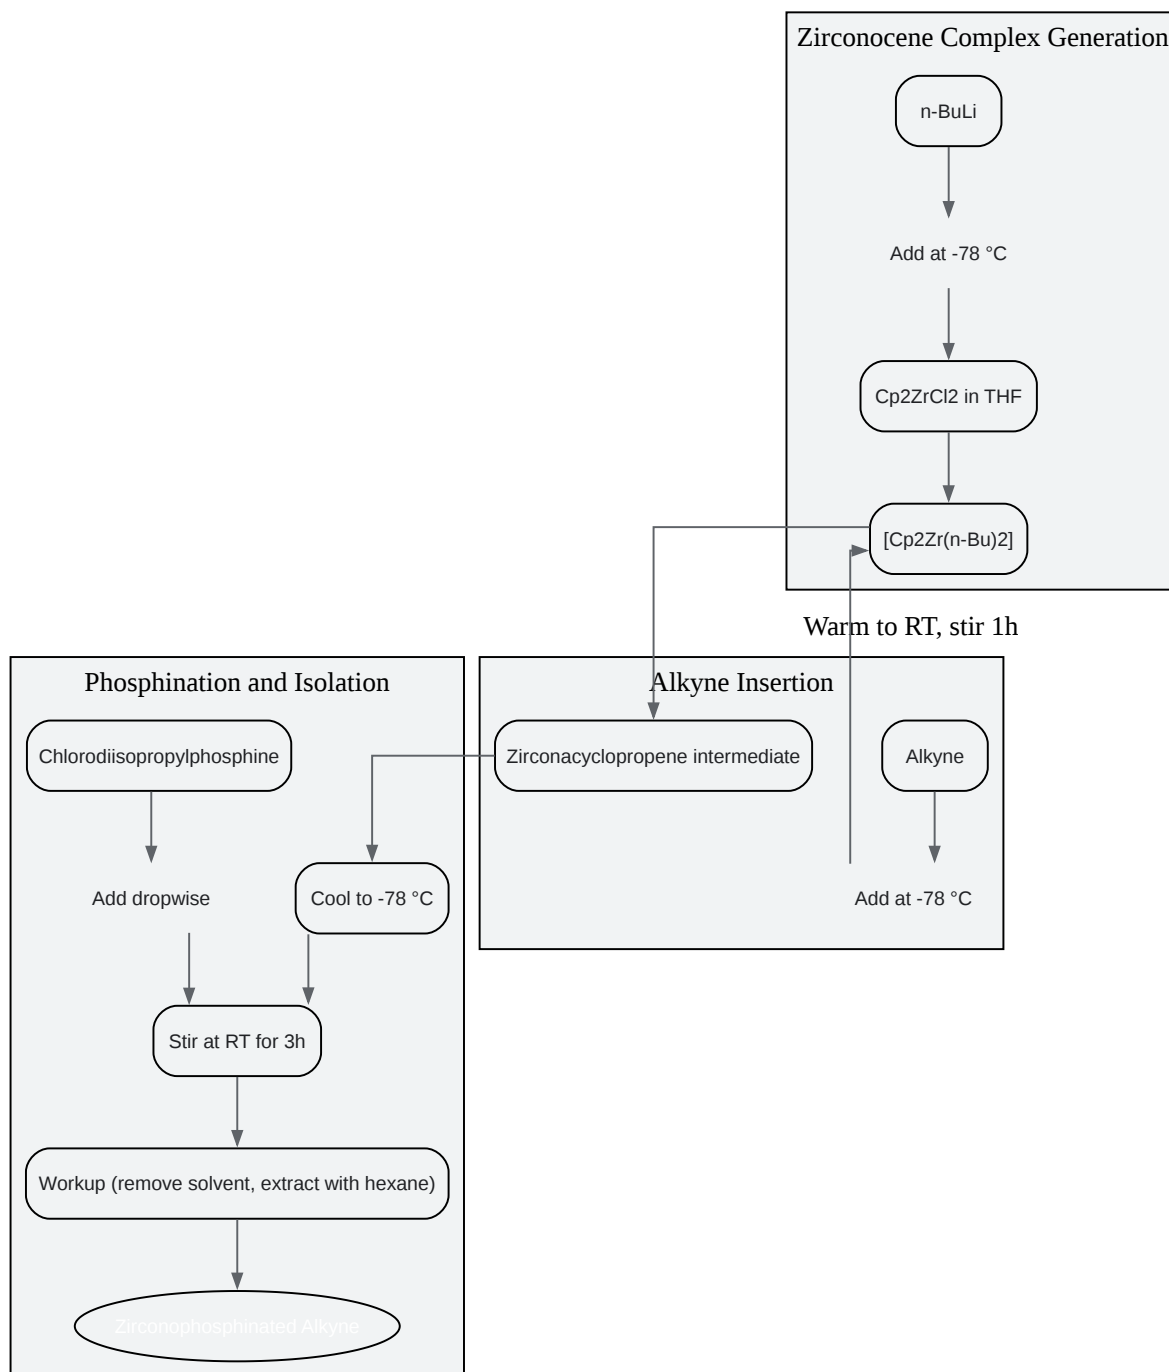 Zirconocene Complex Generation
n-BuLi
Add at -78 °C
Cp2ZrCl2 in THF
[Cp2Zr(n-Bu)2]
Warm to RT, stir 1h
Alkyne Insertion
Zirconacyclopropene intermediate
Alkyne
Add at -78 °C
Phosphination and Isolation
Chlorodiisopropylphosphine
Add dropwise
Cool to -78 °C
Stir at RT for 3h
Workup (remove solvent, extract with hexane)
Zirconophosphinated Alkyne